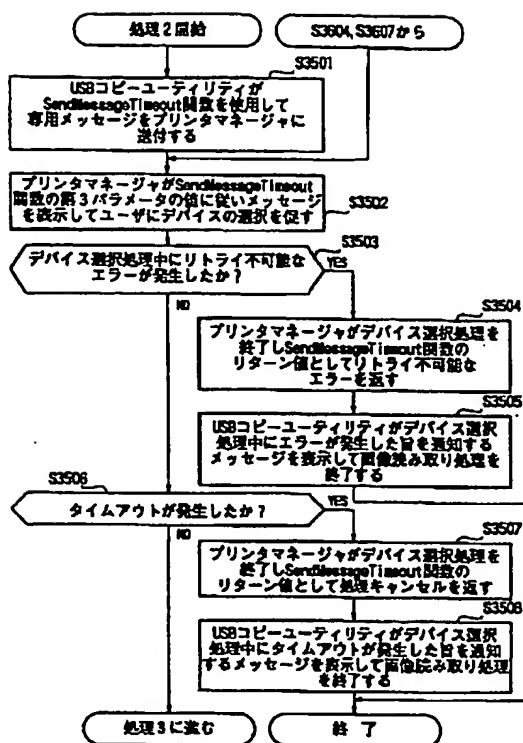 処理2開始
S3604,S3607から
S3501
USBコピーユーティリティが
SendMessageTimeout関数を使用して
専用メッセージをプリンタマネージャに
送付する
プリンタマネージャがSendMessageTimeout
関数の第3パラメータの値に従いメッセージ
を表示してユーザにデバイスの選択を促す
S3502
S3503
デバイス選択処理中にリトライ不可能な
エラーが発生したか?
YES
NO
S3504
プリンタマネージャがデバイス選択処理を
終了しSendMessageTimeout関数の
リターン値としてリトライ不可能な
エラーを返す
S3505
USBコピーユーティリティがデバイス選択
処理中にエラーが発生した旨を通知する
メッセージを表示して画像読み取り処理を
終了する
S3506
タイムアウトが発生したか?
YES
NO
S3507
プリンタマネージャがデバイス選択処理を
終了しSendMessageTimeout関数の
リターン値として処理キャンセルを返す
S3508
USBコピーユーティリティがデバイス選択
処理中にタイムアウトが発生した旨を通知
するメッセージを表示して画像読み取り処理
を終了する
処理3に進む
終了